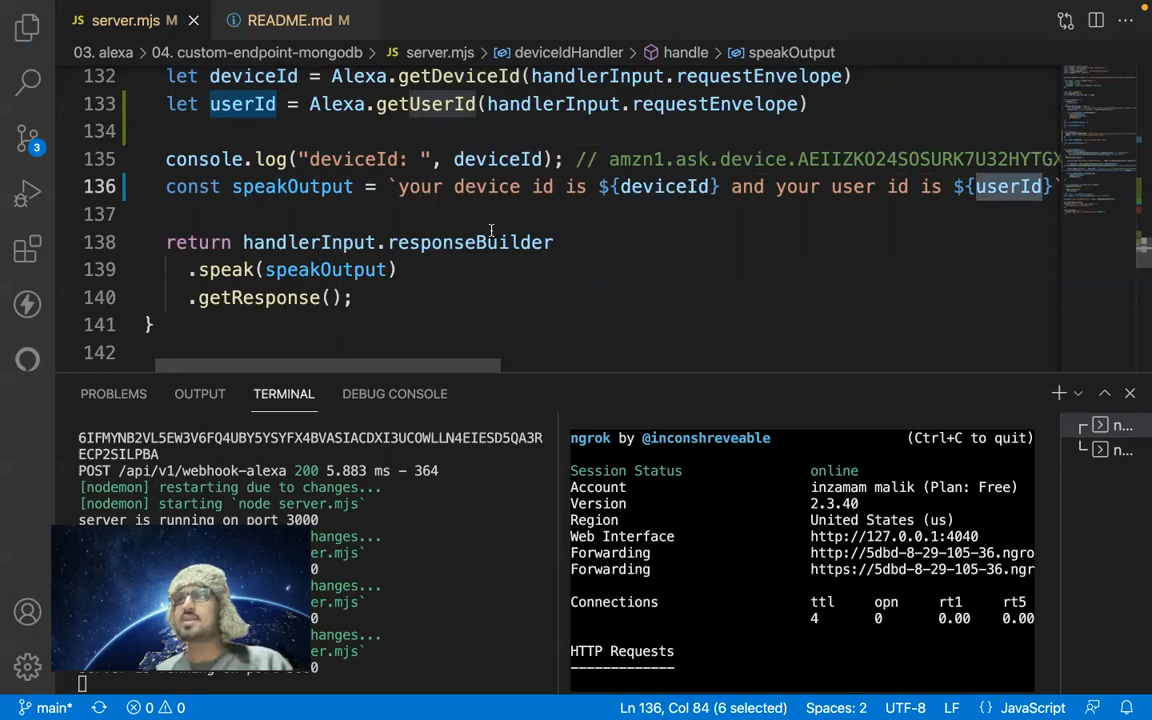 server.mjs M
README.md M
03. alexa > 04. custom-endpoint-mongodb > server.mjs > deviceIdHandler > handle > speakOutput
132 let deviceId = Alexa.getDeviceId(handlerInput.requestEnvelope)
133 let userId = Alexa.getUserId(handlerInput.requestEnvelope)
134
135 console.log("deviceId: ", deviceId); // amzn1.ask.device.AEIIZKO24SOSURK7U32HYTGX
136 const speakOutput = `your device id is ${deviceId} and your user id is ${userId}`
137
138 return handlerInput.responseBuilder
139 .speak(speakOutput)
140 .getResponse();
141 }
142
3
PROBLEMS OUTPUT TERMINAL DEBUG CONSOLE
6IFMYNB2VL5EW3V6FQ4UBY5YSYFX4BVASIACDXI3UCOWLLN4EIESD5QA3R
ECP2SILPBA
POST /api/v1/webhook-alexa 200 5.883 ms - 364
[nodemon] restarting due to changes...
[nodemon] starting `node server.mjs`
server is running on port 3000
hanges...
er.mjs`
0
hanges...
er.mjs`
0
hanges...
er.mjs`
0
ngrok by @inconshreveable (Ctrl+C to quit)
Session Status online
Account inzamam malik (Plan: Free)
Version 2.3.40
Region United States (us)
Web Interface http://127.0.0.1:4040
Forwarding http://5dbd-8-29-105-36.ngro
Forwarding https://5dbd-8-29-105-36.ngr
Connections ttl opn rt1 rt5
4 0 0.00 0.00
HTTP Requests
-------------
n...
n...
main* 0 0 Ln 136, Col 84 (6 selected) Spaces: 2 UTF-8 LF {} JavaScript